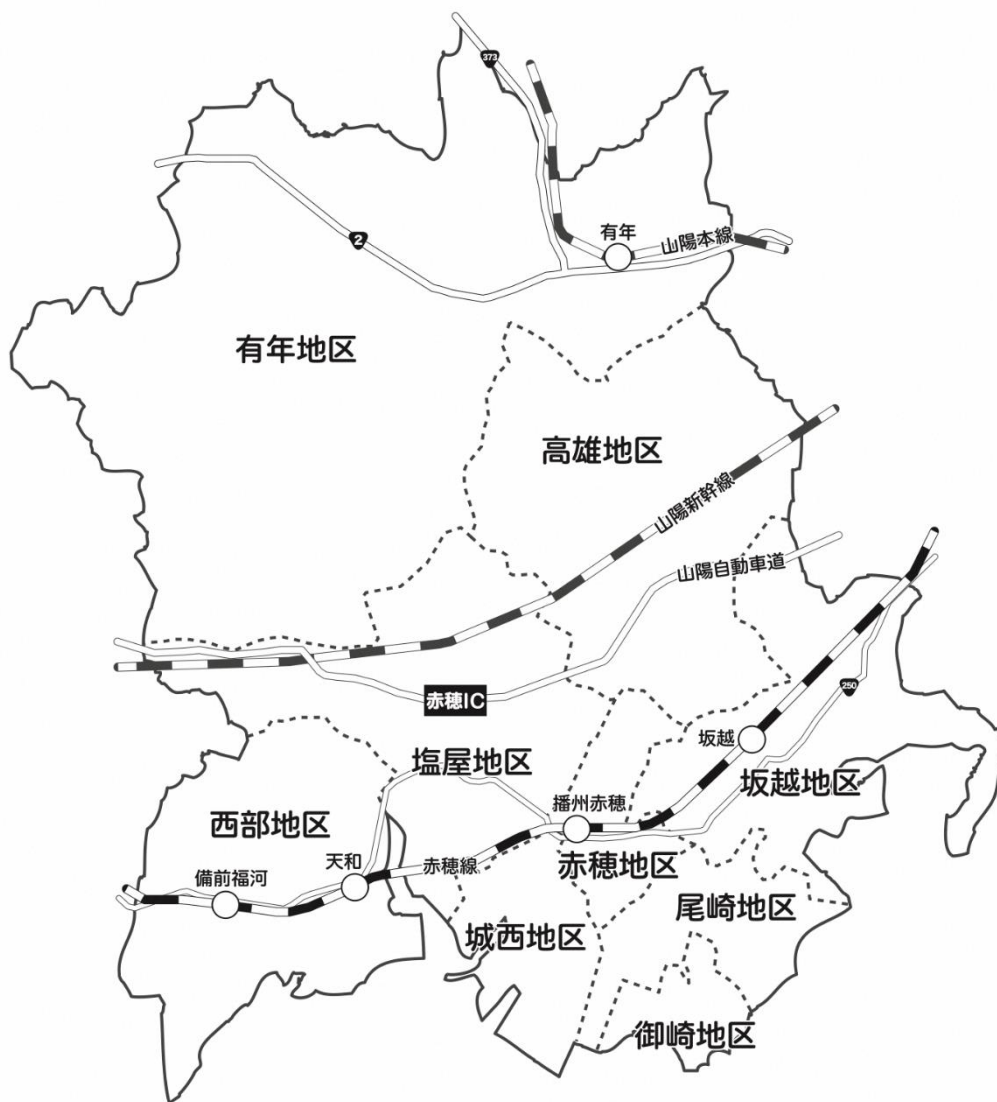 373
有年
山陽本線
2
有年地区
高雄地区
山陽新幹線
山陽自動車道
赤穂IC
250
坂越
塩屋地区
坂越地区
播州赤穂
西部地区
天和
赤穂線
赤穂地区
備前福河
尾崎地区
城西地区
御崎地区